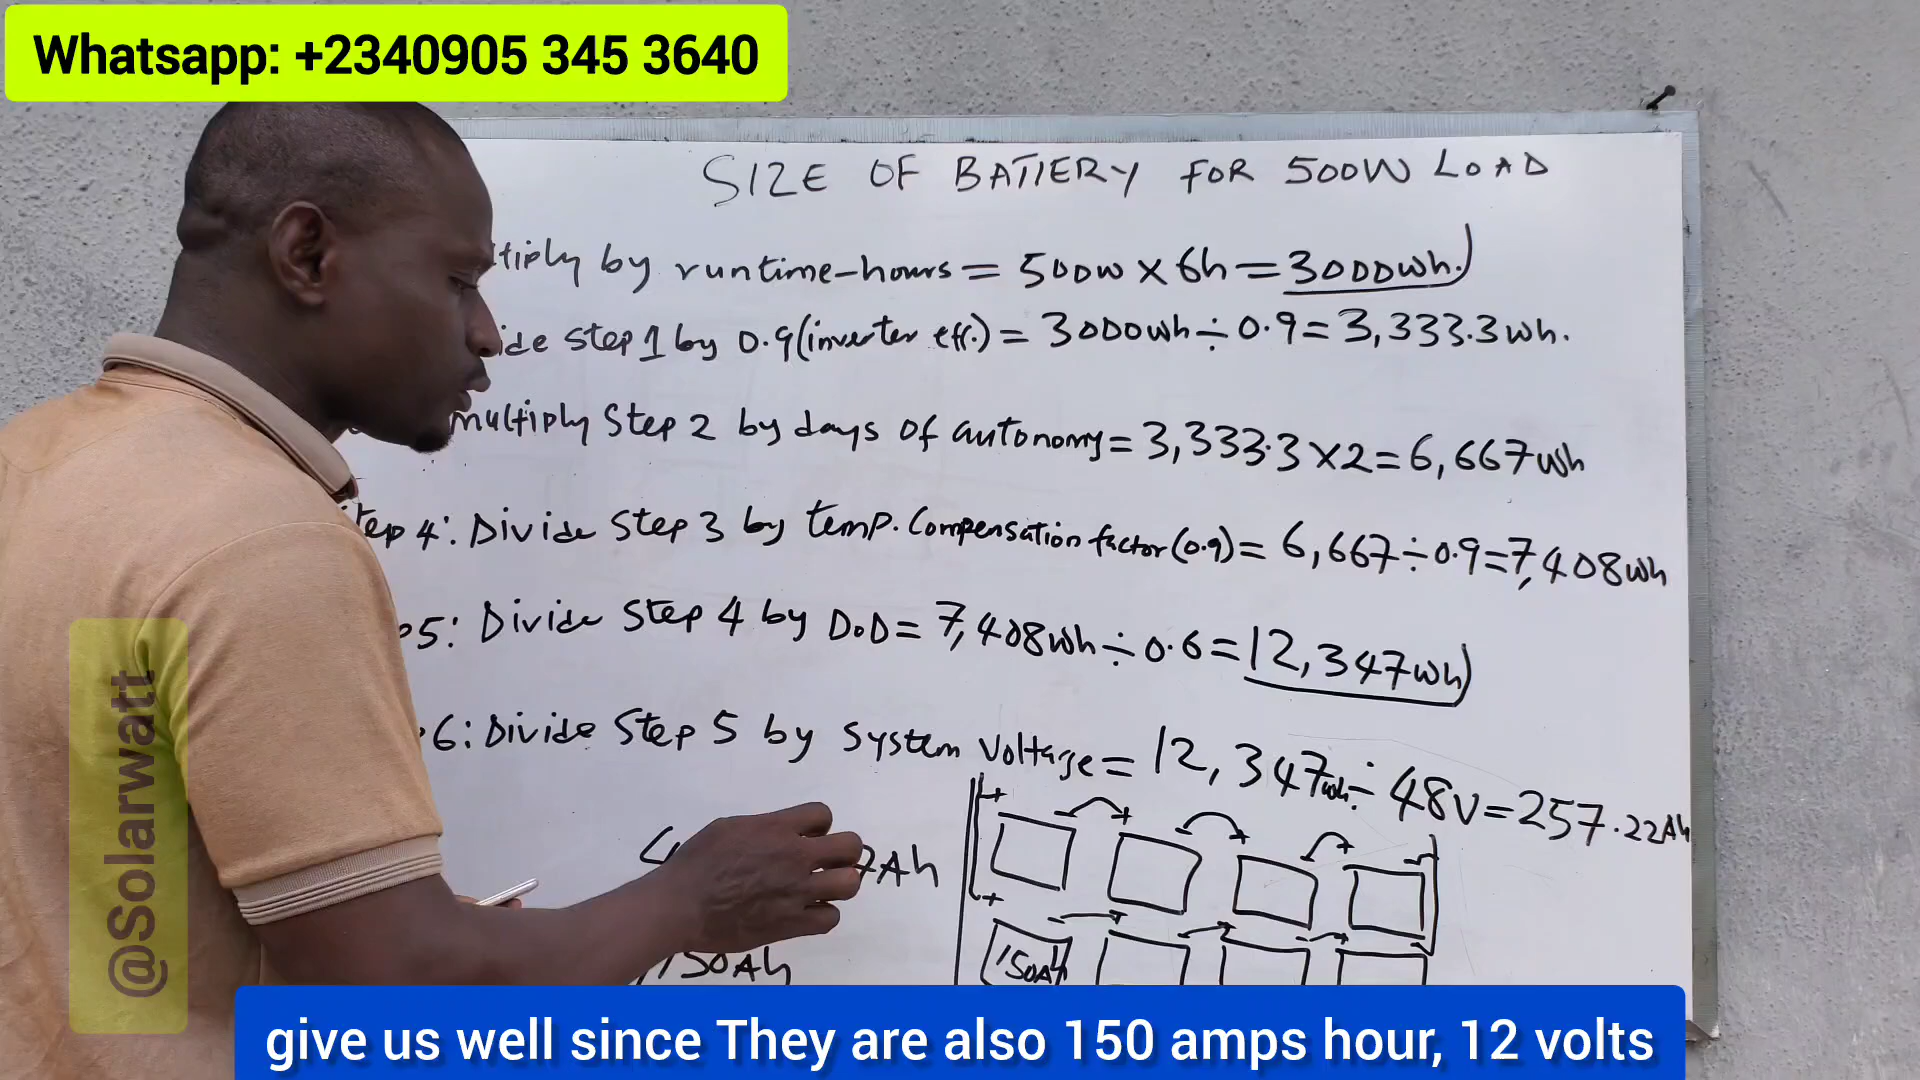 Whatsapp: +2340905 345 3640
SIZE OF BATTERY FOR 500W LOAD
tiply by runtime-hours = 500W x 6h = 3000Wh.
ide Step 1 by 0.9 (inverter eff.) = 3000Wh ÷ 0.9 = 3,333.3Wh.
multiply Step 2 by days of autonomy = 3,333.3 x 2 = 6,667Wh
tep 4: Divide Step 3 by temp. Compensation factor (0.9) = 6,667 ÷ 0.9 = 7,408Wh
p5: Divide Step 4 by DoD = 7,408Wh ÷ 0.6 = 12,347Wh
6: Divide Step 5 by System Voltage = 12,347Wh ÷ 48V = 257.22Ah
7Ah
150Ah
+ - + - + - + -
+ - + - + - +
150Ah
@Solarwatt
give us well since They are also 150 amps hour, 12 volts